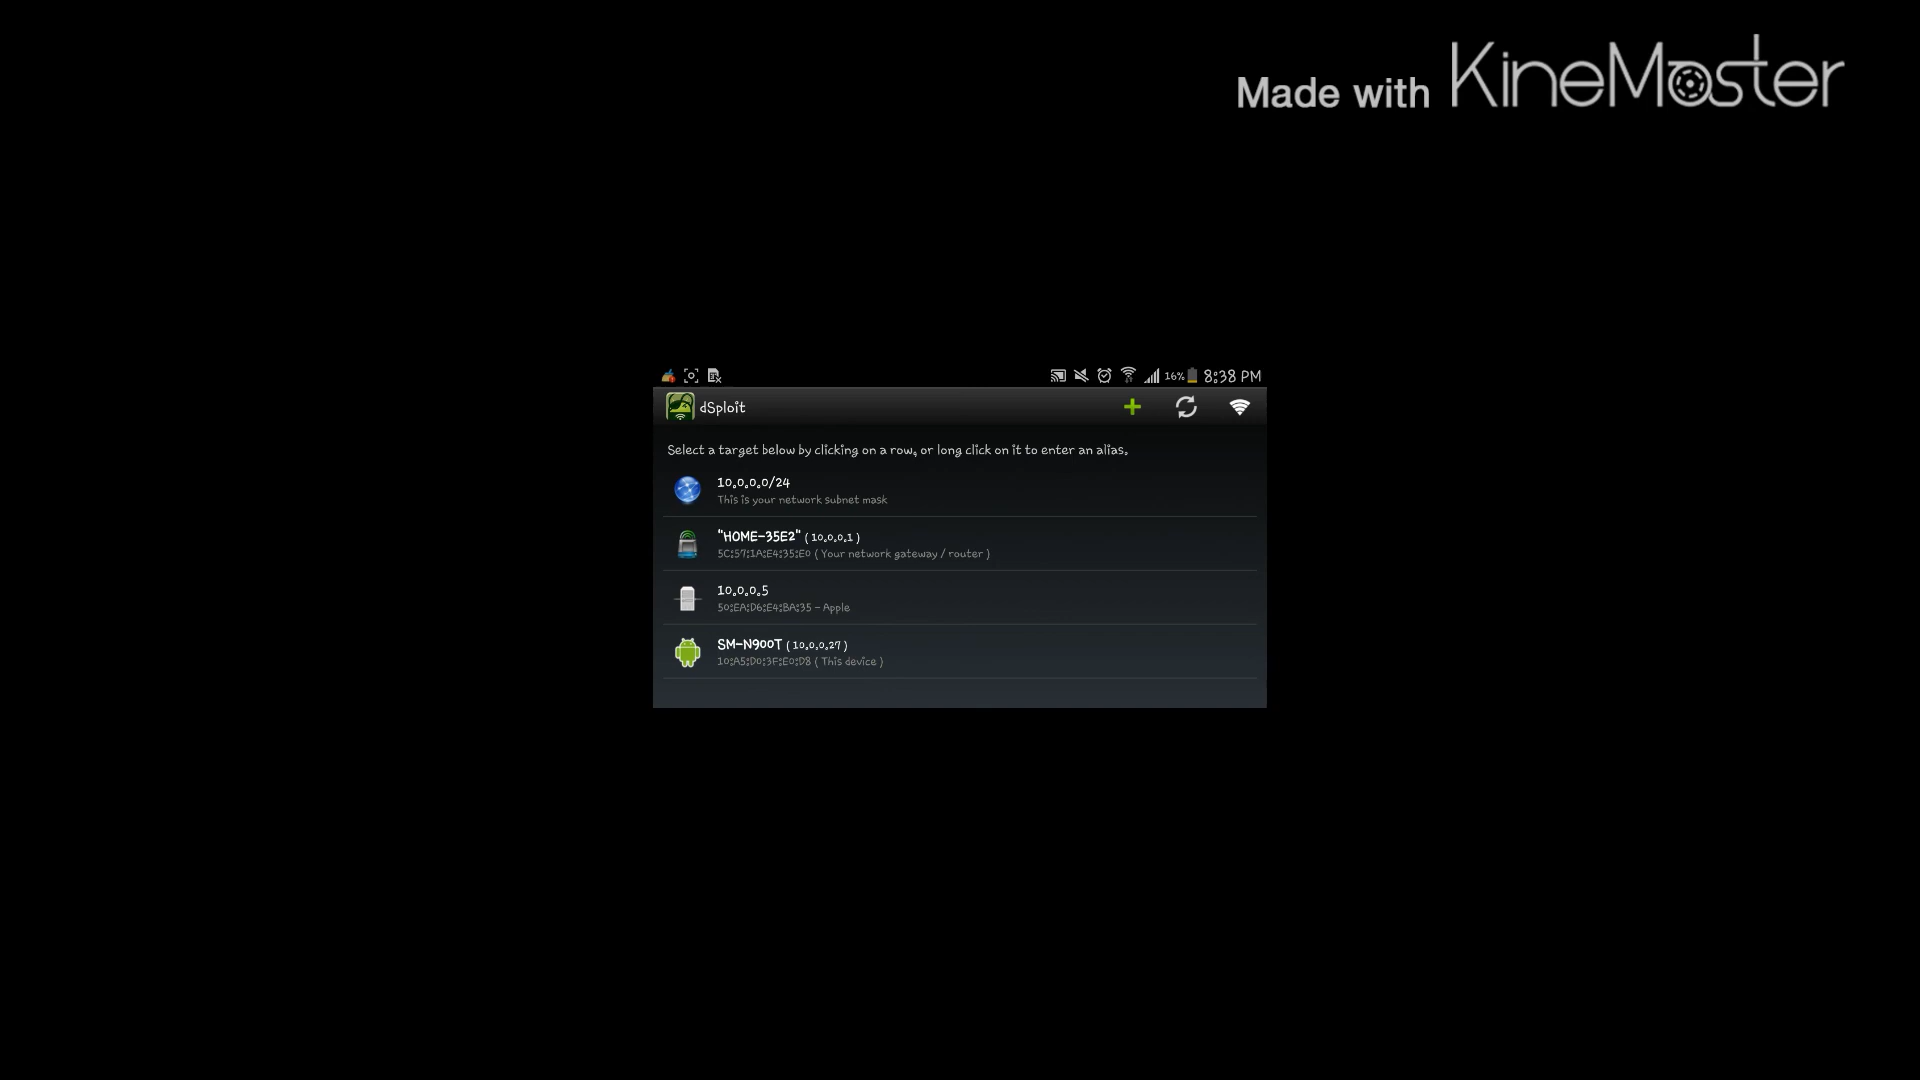 Made with KineMaster
16% 8:38 PM
dSploit
Select a target below by clicking on a row, or long click on it to enter an alias.
10.0.0.0/24
This is your network subnet mask
"HOME-35E2" ( 10.0.0.1 )
5C:57:1A:E4:35:E0 ( Your network gateway / router )
10.0.0.5
50:EA:D6:E4:BA:35 - Apple
SM-N900T ( 10.0.0.27 )
10:A5:D0:3F:E0:D8 ( This device )